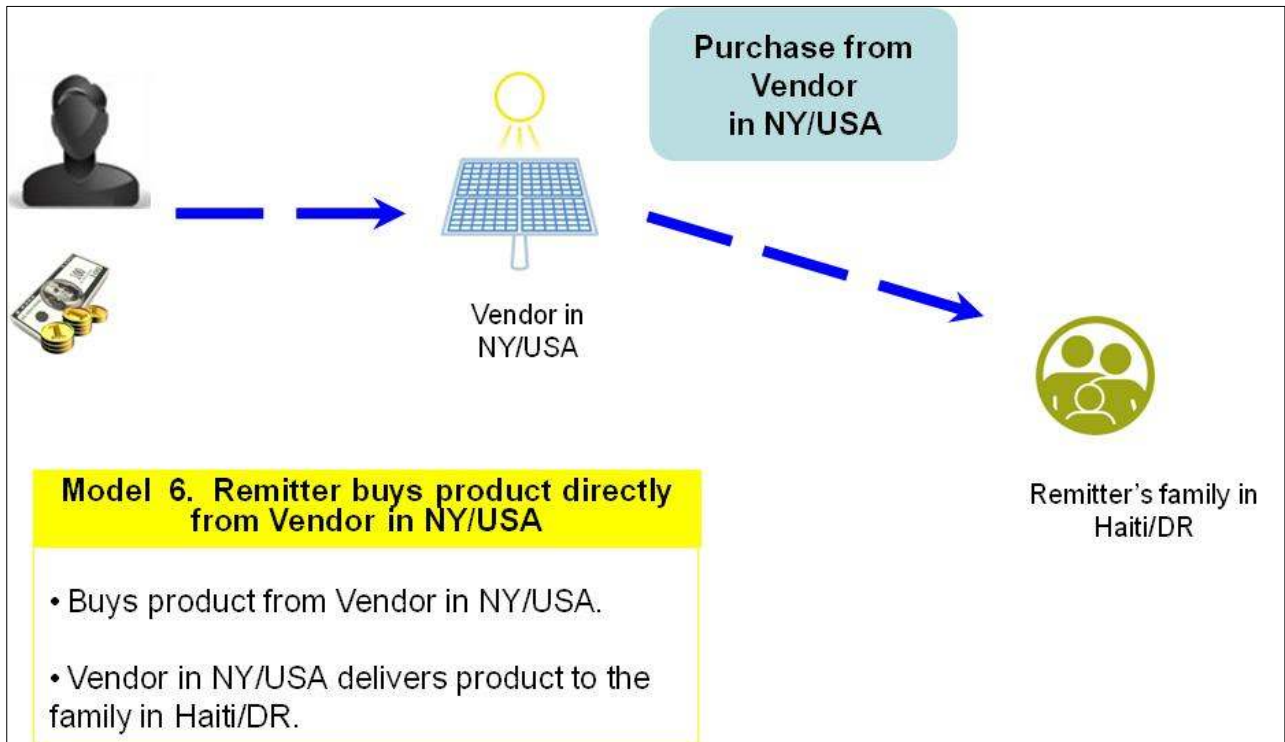 Purchase from
Vendor
in NY/USA
Vendor in
NY/USA
Remitter's family in
Haiti/DR
Model 6. Remitter buys product directly
from Vendor in NY/USA
• Buys product from Vendor in NY/USA.
• Vendor in NY/USA delivers product to the
family in Haiti/DR.